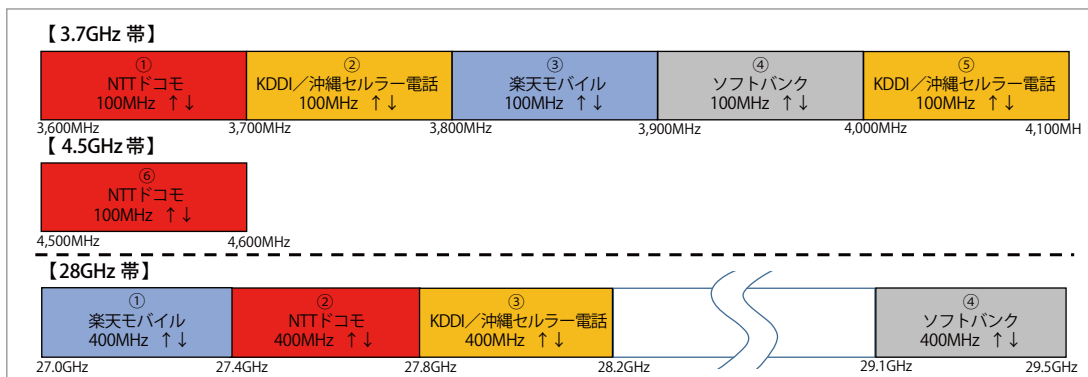 【 3.7GHz 帯】
①
NTTドコモ
100MHz ↑↓
②
KDDI／沖縄セルラー電話
100MHz ↑↓
③
楽天モバイル
100MHz ↑↓
④
ソフトバンク
100MHz ↑↓
⑤
KDDI／沖縄セルラー電話
100MHz ↑↓
3,600MHz 3,700MHz 3,800MHz 3,900MHz 4,000MHz 4,100MH
【 4.5GHz 帯】
⑥
NTTドコモ
100MHz ↑↓
4,500MHz 4,600MHz
【28GHz 帯】
①
楽天モバイル
400MHz ↑↓
②
NTTドコモ
400MHz ↑↓
③
KDDI／沖縄セルラー電話
400MHz ↑↓
④
ソフトバンク
400MHz ↑↓
27.0GHz 27.4GHz 27.8GHz 28.2GHz 29.1GHz 29.5GHz